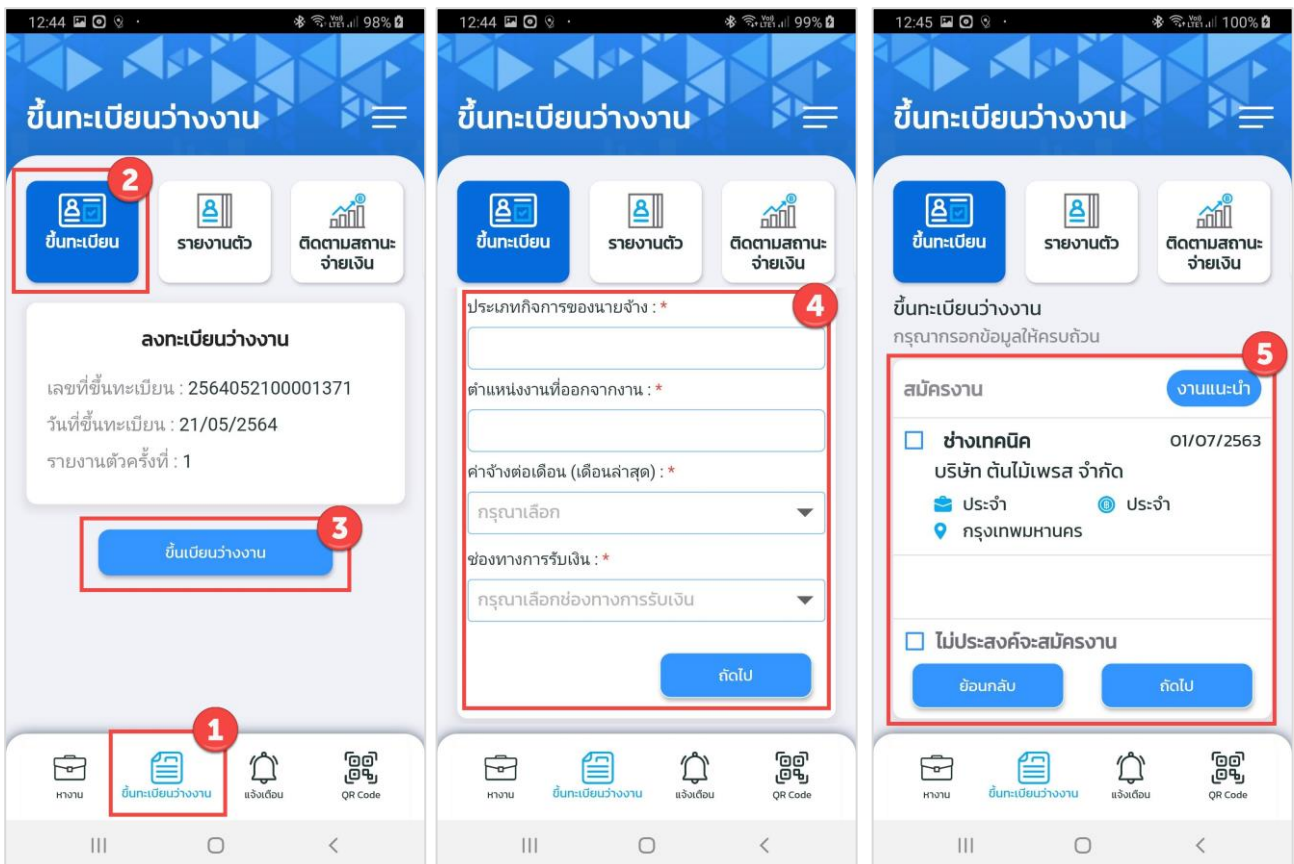 12:44
98%
ขึ้นทะเบียนว่างงาน
2
ขึ้นทะเบียน
รายงานตัว
ติดตามสถานะ
จ่ายเงิน
ลงทะเบียนว่างงาน
เลขที่ขึ้นทะเบียน : 2564052100001371
วันที่ขึ้นทะเบียน : 21/05/2564
รายงานตัวครั้งที่ : 1
3
ขึ้นเบียนว่างงาน
1
หางาน
ขึ้นทะเบียนว่างงาน
แจ้งเตือน
QR Code
12:44
99%
ขึ้นทะเบียนว่างงาน
ขึ้นทะเบียน
รายงานตัว
ติดตามสถานะ
จ่ายเงิน
4
ประเภทกิจการของนายจ้าง : *
ตำแหน่งงานที่ออกจากงาน : *
ค่าจ้างต่อเดือน (เดือนล่าสุด) : *
กรุณาเลือก
ช่องทางการรับเงิน : *
กรุณาเลือกช่องทางการรับเงิน
ถัดไป
หางาน
ขึ้นทะเบียนว่างงาน
แจ้งเตือน
QR Code
12:45
100%
ขึ้นทะเบียนว่างงาน
ขึ้นทะเบียน
รายงานตัว
ติดตามสถานะ
จ่ายเงิน
ขึ้นทะเบียนว่างงาน
กรุณากรอกข้อมูลให้ครบถ้วน
5
สมัครงาน งานแนะนำ
ช่างเทคนิค 01/07/2563
บริษัท ต้นไม้เพรส จำกัด
ประจำ ประจำ
กรุงเทพมหานคร
ไม่ประสงค์จะสมัครงาน
ย้อนกลับ ถัดไป
หางาน
ขึ้นทะเบียนว่างงาน
แจ้งเตือน
QR Code